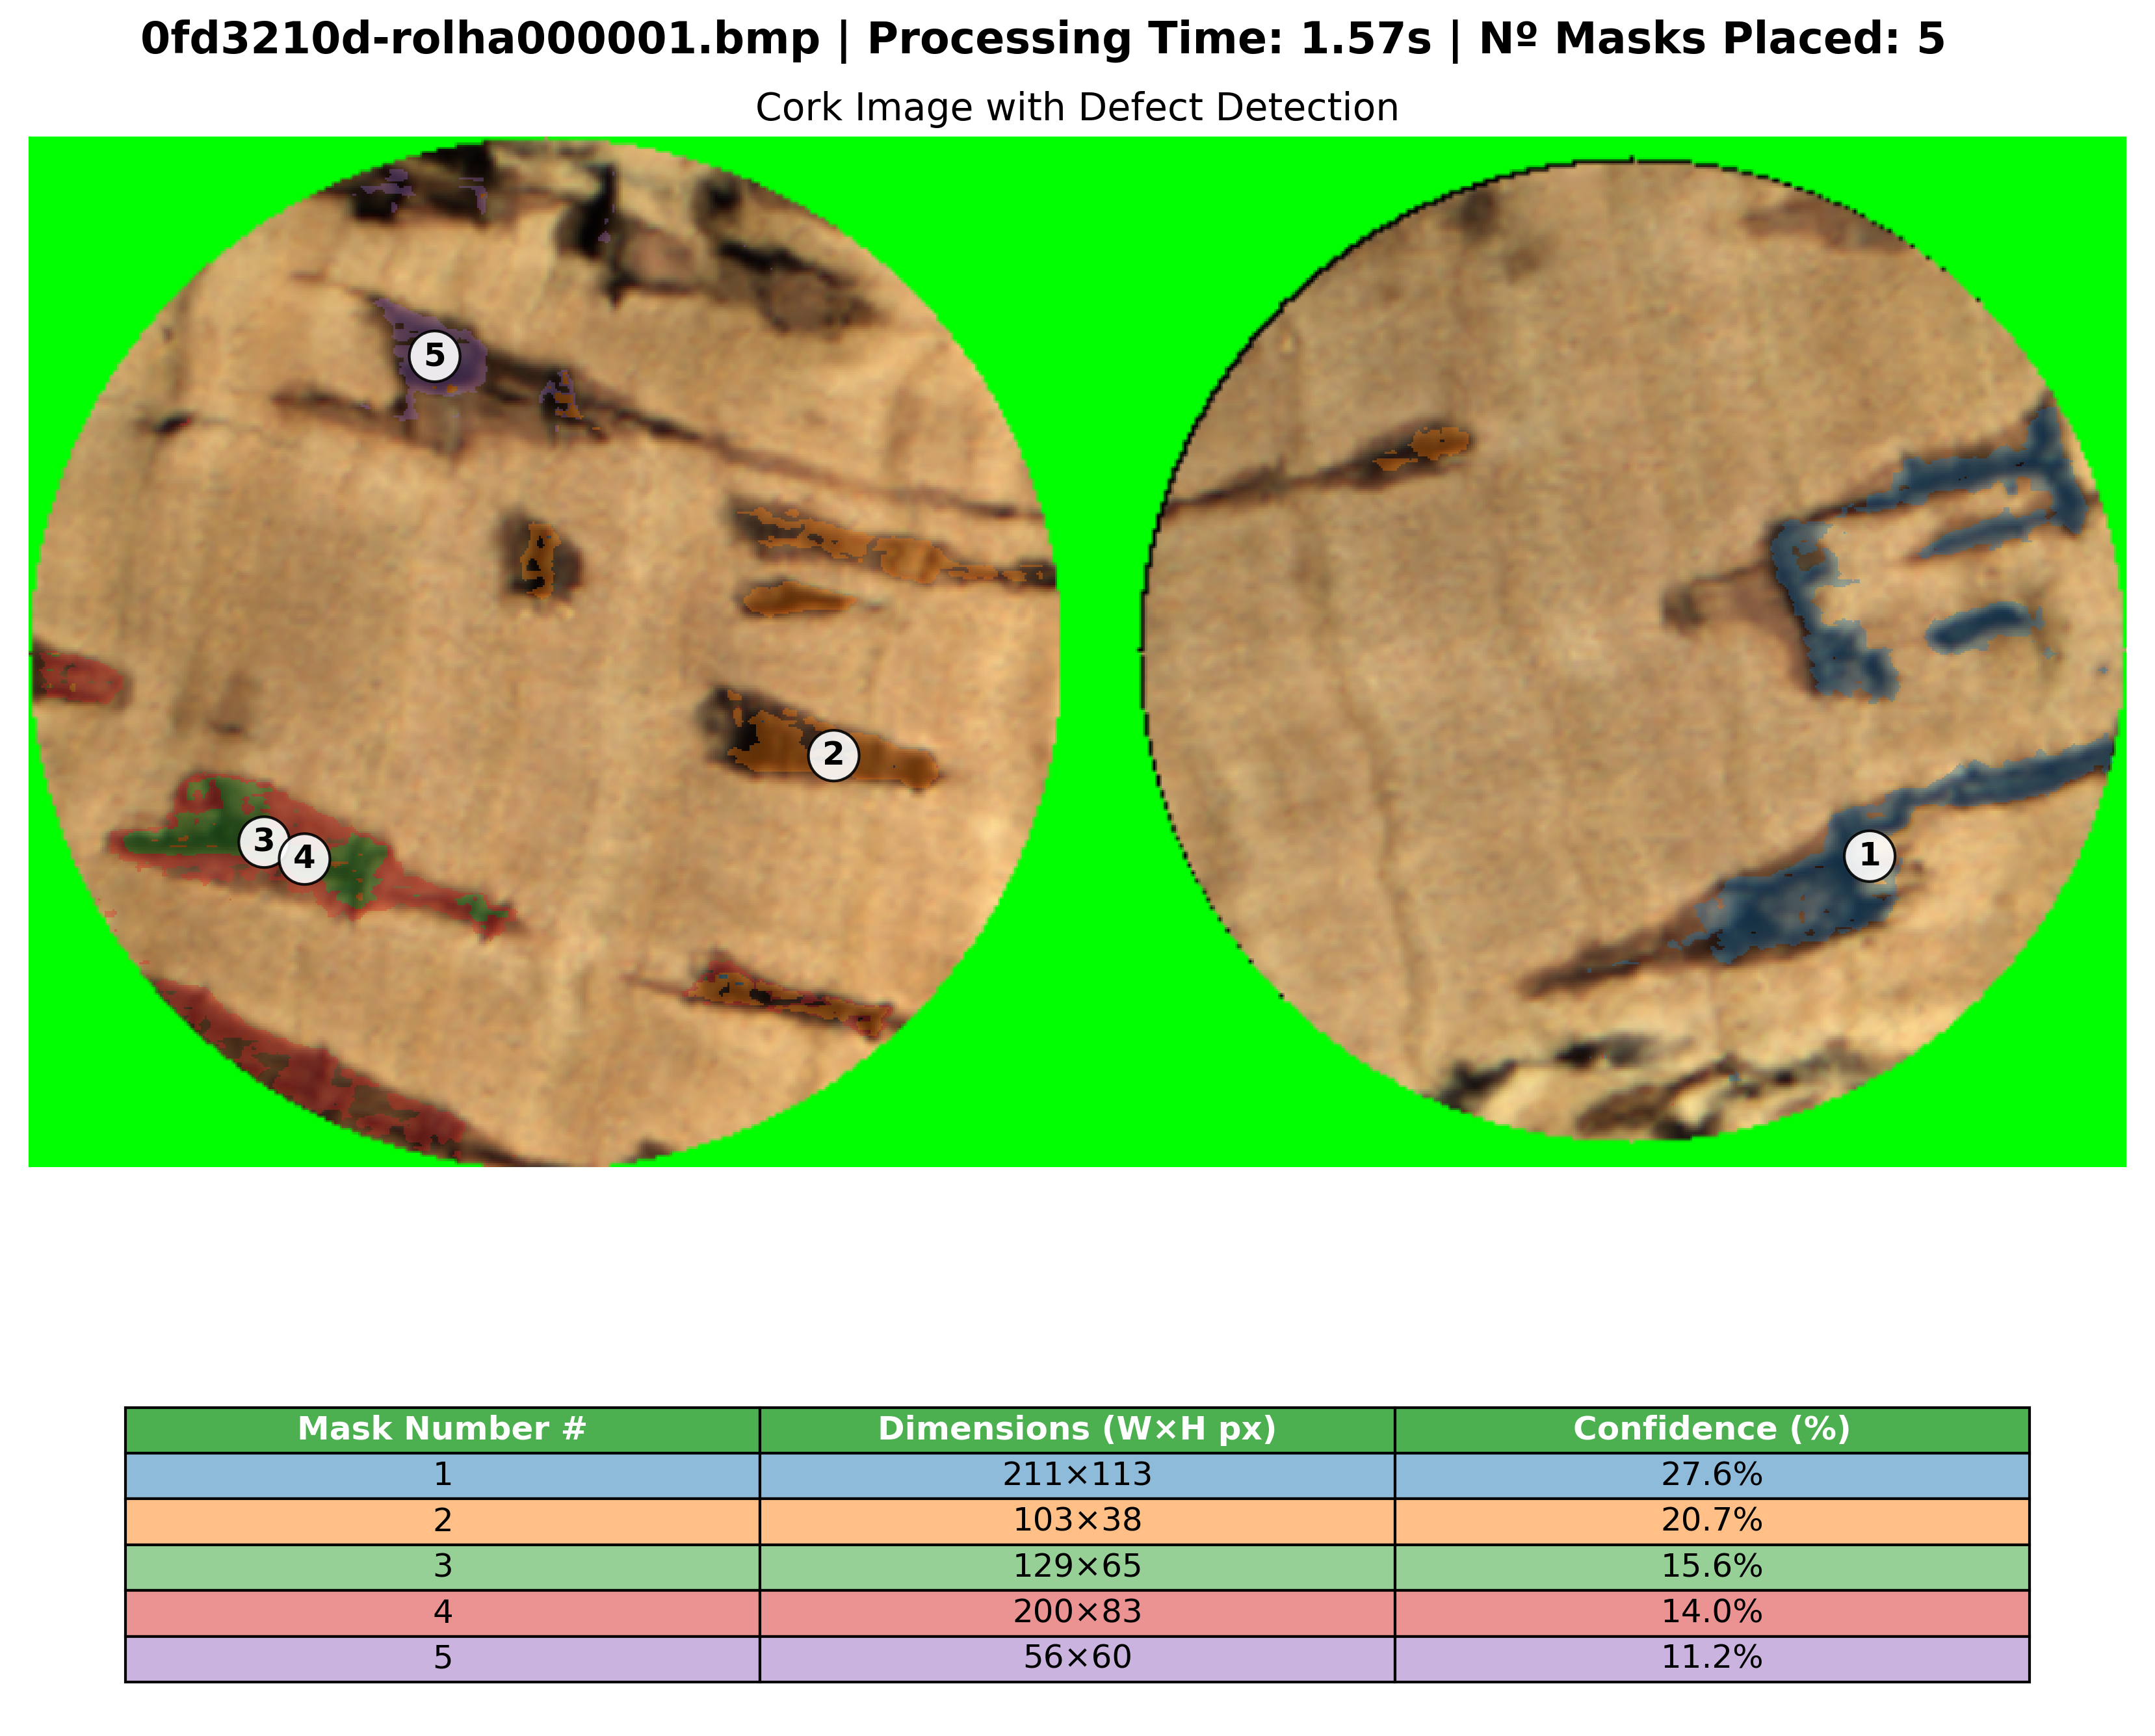 0fd3210d-rolha000001.bmp | Processing Time: 1.57s | Nº Masks Placed: 5
Cork Image with Defect Detection
5
2
3
4
1
Mask Number # Dimensions (W×H px) Confidence (%)
1 211×113 27.6%
2 103×38 20.7%
3 129×65 15.6%
4 200×83 14.0%
5 56×60 11.2%